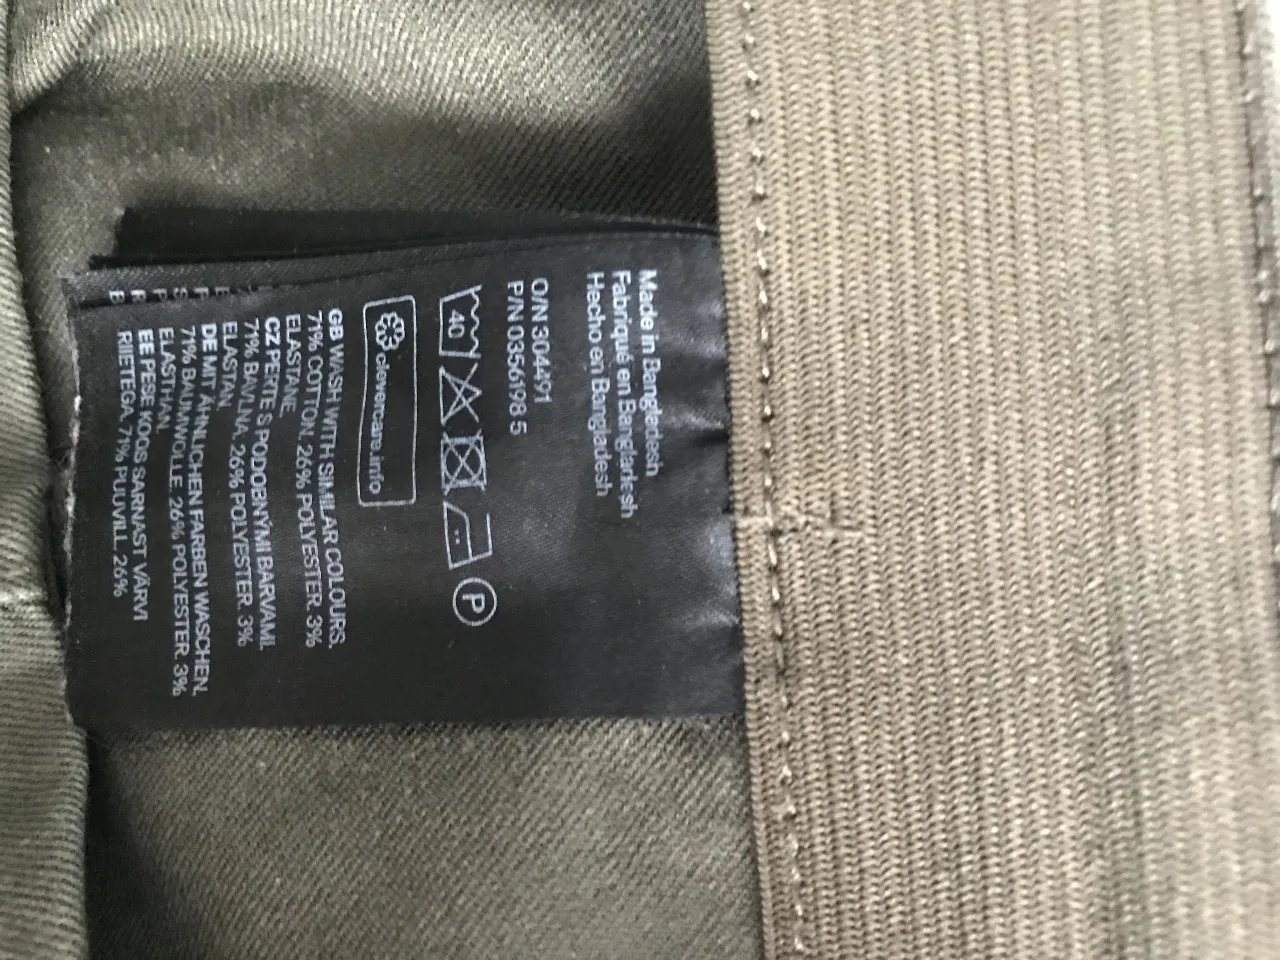 Made in Bangladesh
Fabriqué en Bangladesh
Hecho en Bangladesh
O/N 304491
P/N 0356198 5
40
P
clevercare.info
GB WASH WITH SIMILAR COLOURS.
71% COTTON. 26% POLYESTER. 3%
ELASTANE.
CZ PERTE S PODOBNÝMI BARVAMI.
71% BAVLNA. 26% POLYESTER. 3%
ELASTAN.
DE MIT ÄHNLICHEN FARBEN WASCHEN.
71% BAUMWOLLE. 26% POLYESTER. 3%
ELASTHAN.
EE PESE KOOS SARNAST VÄRVI
RIIETEGA. 71% PUUVILL. 26%